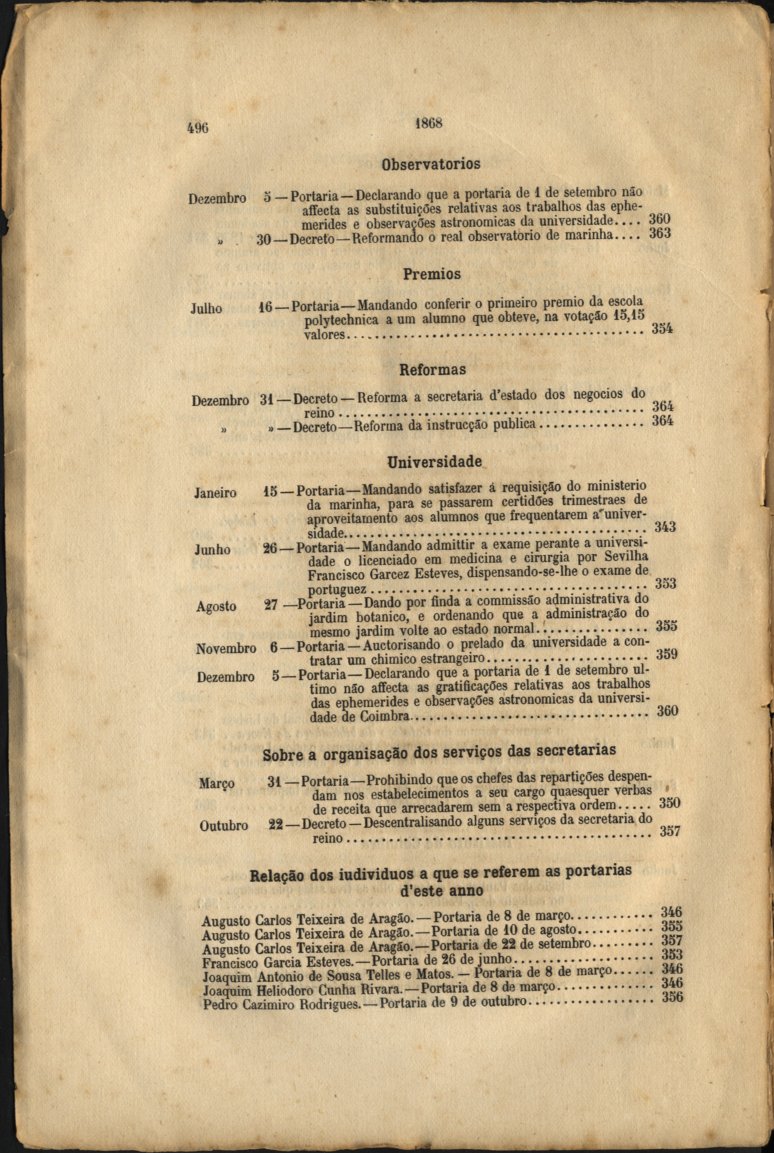 496
1868
Observatorios
Dezembro 5 — Portaria — Declarando que a portaria de 1 de setembro não
affecta as substituições relativas aos trabalhos das ephe-
merides e observações astronomicas da universidade.... 360
» 30 — Decreto — Reformando o real observatorio de marinha.... 363
Premios
Julho 16 — Portaria — Mandando conferir o primeiro premio da escola
polytechnica a um alumno que obteve, na votação 15,15
valores........................................ 354
Reformas
Dezembro 31 — Decreto — Reforma a secretaria d'estado dos negocios do
reino ........................................ 364
» » — Decreto — Reforma da instrucção publica............... 364
Universidade
Janeiro 15 — Portaria — Mandando satisfazer á requisição do ministerio
da marinha, para se passarem certidões trimestraes de
aproveitamento aos alumnos que frequentarem a univer-
sidade........................................ 343
Junho 26 — Portaria — Mandando admittir a exame perante a universi-
dade o licenciado em medicina e cirurgia por Sevilha
Francisco Garcez Esteves, dispensando-se-lhe o exame de
portuguez ........................................ 353
Agosto 27 — Portaria — Dando por finda a commissão administrativa do
jardim botanico, e ordenando que a administração do
mesmo jardim volte ao estado normal................ 355
Novembro 6 — Portaria — Auctorisando o prelado da universidade a con-
tratar um chimico estrangeiro....................... 359
Dezembro 5 — Portaria — Declarando que a portaria de 1 de setembro ul-
timo não affecta as gratificações relativas aos trabalhos
das ephemerides e observações astronomicas da universi-
dade de Coimbra.................................. 360
Sobre a organisação dos serviços das secretarias
Março 31 — Portaria — Prohibindo que os chefes das repartições despen-
dam nos estabelecimentos a seu cargo quaesquer verbas
de receita que arrecadarem sem a respectiva ordem..... 350
Outubro 22 — Decreto — Descentralisando alguns serviços da secretaria do
reino ........................................ 357
Relação dos iudividuos a que se referem as portarias
d'este anno
Augusto Carlos Teixeira de Aragão. — Portaria de 8 de março............ 346
Augusto Carlos Teixeira de Aragão. — Portaria de 10 de agosto........... 355
Augusto Carlos Teixeira de Aragão. — Portaria de 22 de setembro......... 357
Francisco Garcia Esteves. — Portaria de 26 de junho.................... 353
Joaquim Antonio de Sousa Telles e Matos. — Portaria de 8 de março...... 346
Joaquim Heliodoro Cunha Rivara. — Portaria de 8 de março.............. 346
Pedro Cazimiro Rodrigues. — Portaria de 9 de outubro.................. 356